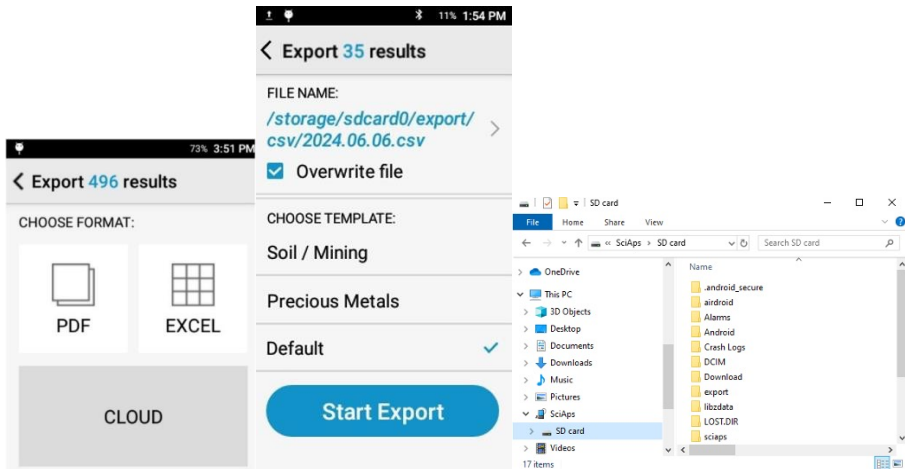 73% 3:51 PM
Export 496 results
CHOOSE FORMAT:
PDF
EXCEL
CLOUD
11% 1:54 PM
Export 35 results
FILE NAME:
/storage/sdcard0/export/
csv/2024.06.06.csv
Overwrite file
CHOOSE TEMPLATE:
Soil / Mining
Precious Metals
Default
Start Export
SD card
File Home Share View
« SciAps > SD card
Search SD card
OneDrive
This PC
3D Objects
Desktop
Documents
Downloads
Music
Pictures
SciAps
SD card
Videos
Name
.android_secure
airdroid
Alarms
Android
Crash Logs
DCIM
Download
export
libzdata
LOST.DIR
sciaps
17 items